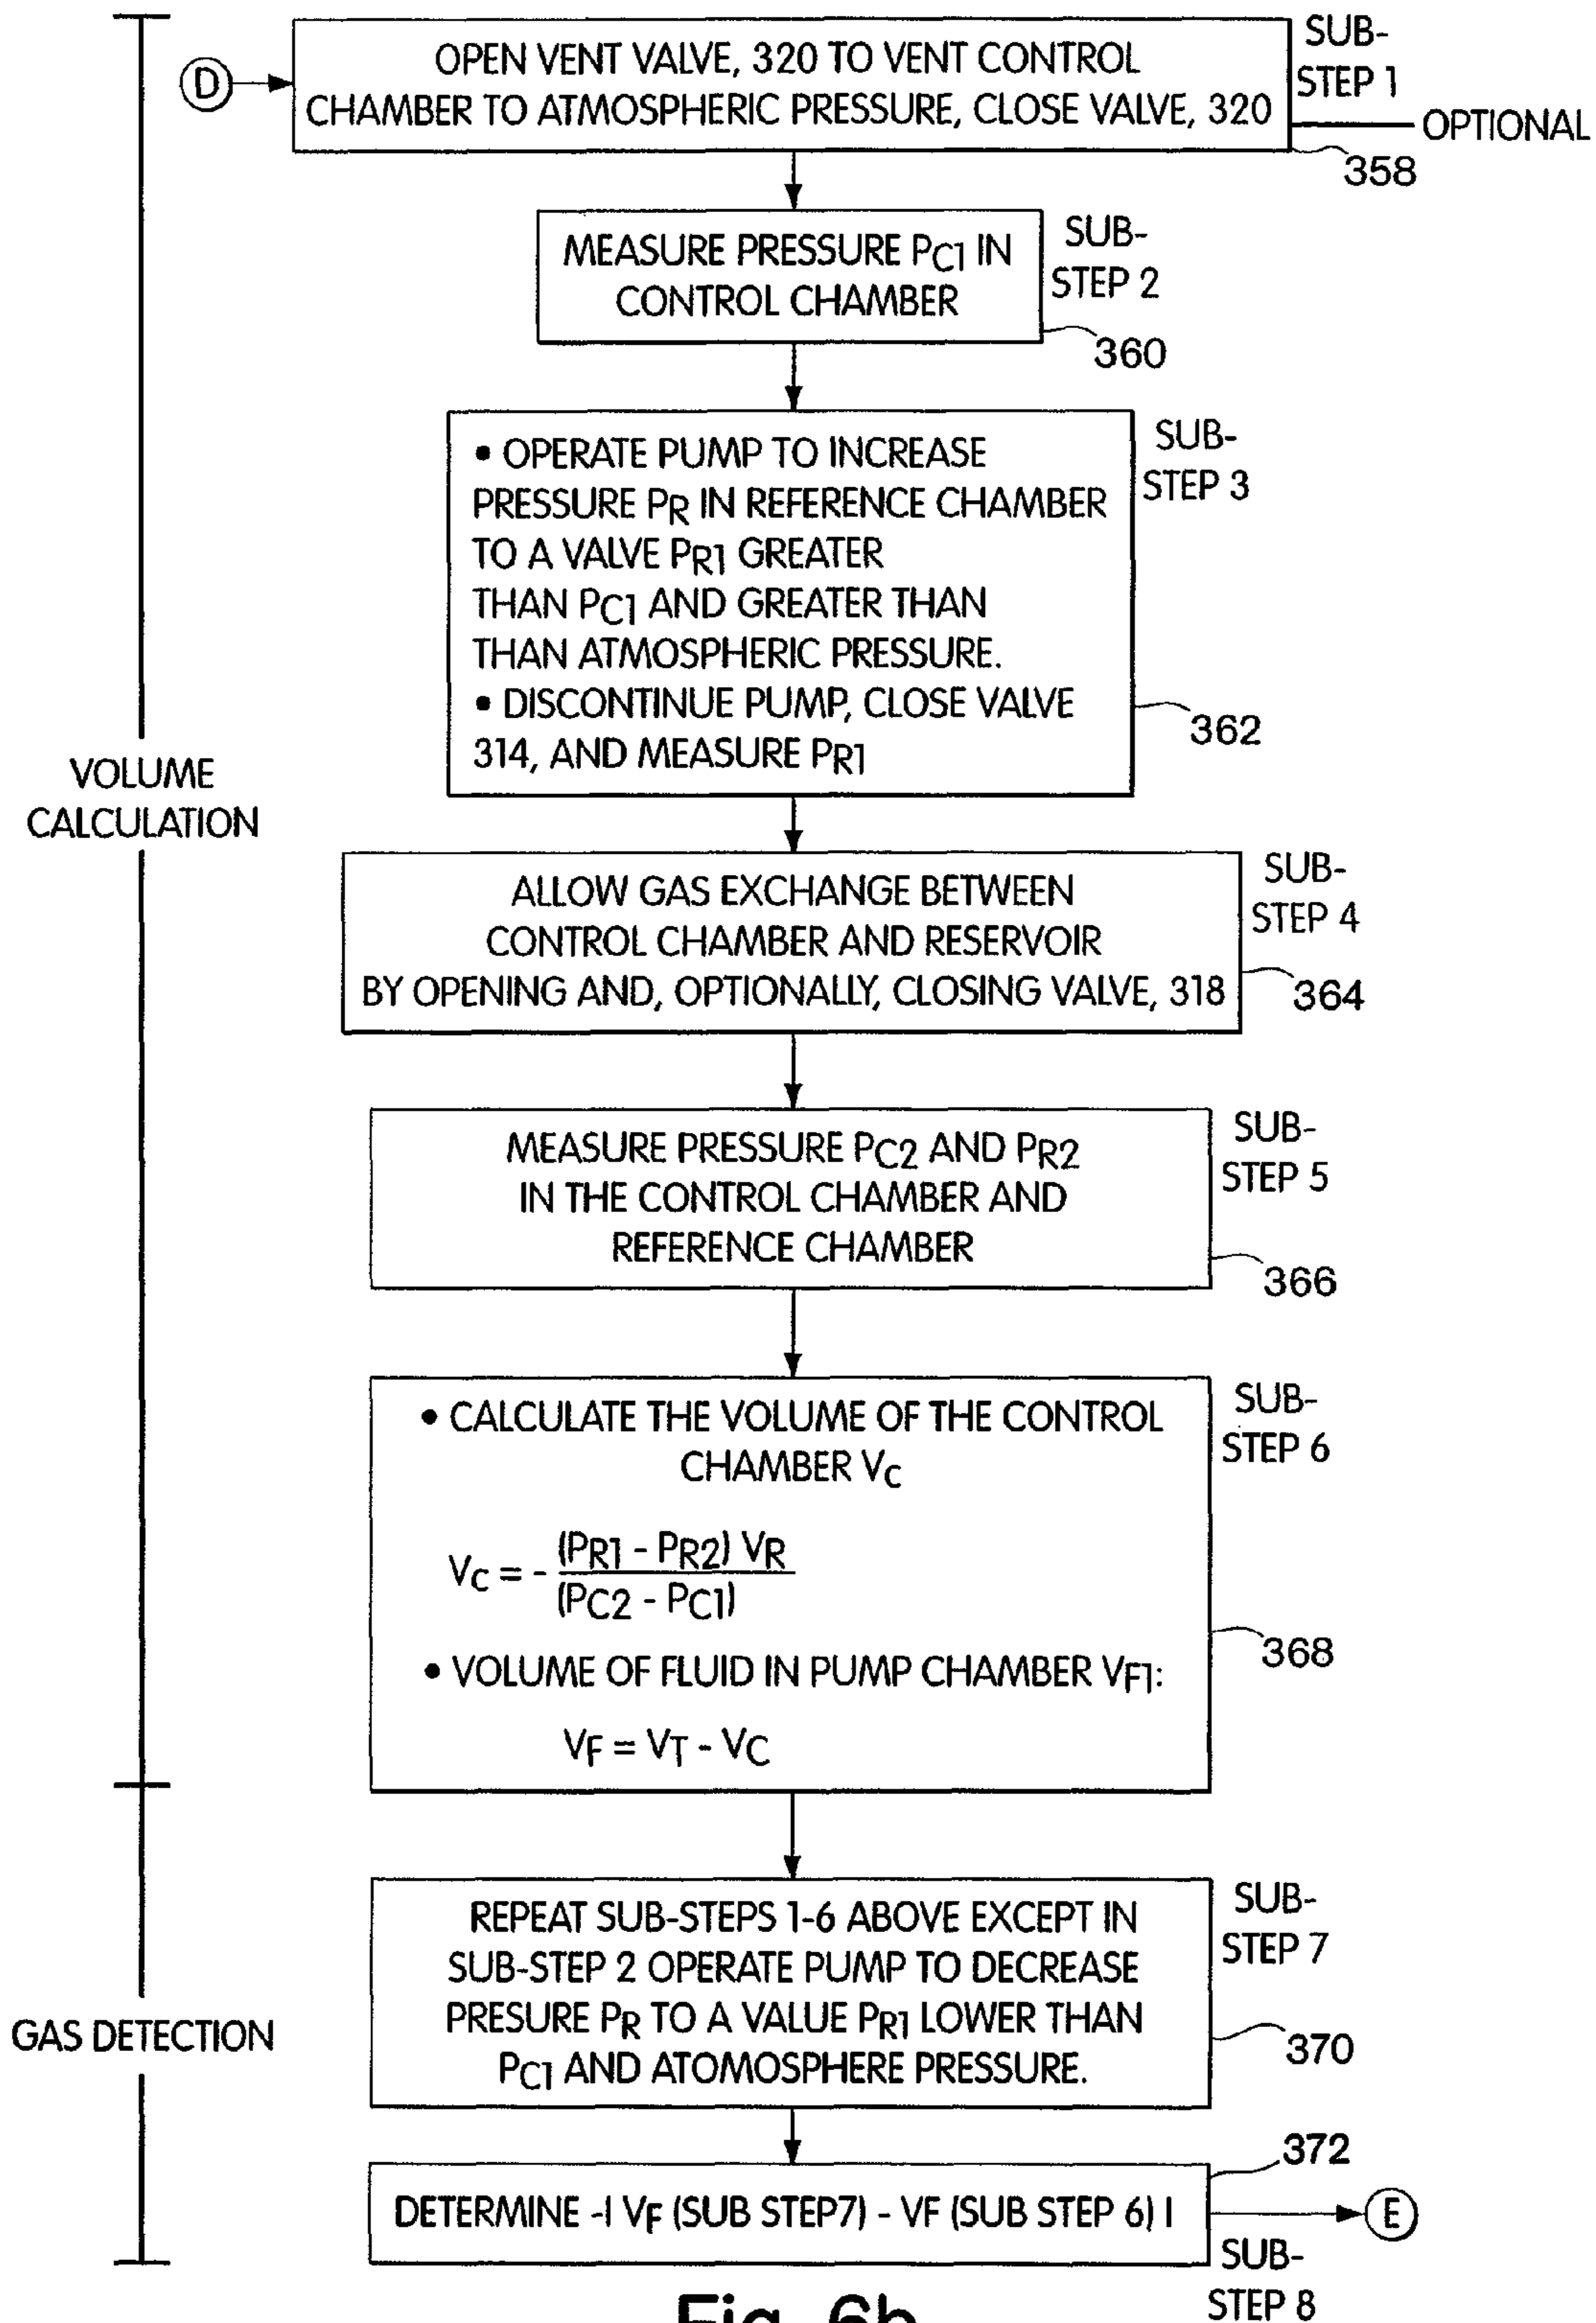 D
OPEN VENT VALVE, 320 TO VENT CONTROL
CHAMBER TO ATMOSPHERIC PRESSURE, CLOSE VALVE, 320
SUB-
STEP 1
OPTIONAL
358
MEASURE PRESSURE PC1 IN
CONTROL CHAMBER
SUB-
STEP 2
360
• OPERATE PUMP TO INCREASE
PRESSURE PR IN REFERENCE CHAMBER
TO A VALVE PR1 GREATER
THAN PC1 AND GREATER THAN
THAN ATMOSPHERIC PRESSURE.
• DISCONTINUE PUMP, CLOSE VALVE
314, AND MEASURE PR1
SUB-
STEP 3
362
VOLUME
CALCULATION
ALLOW GAS EXCHANGE BETWEEN
CONTROL CHAMBER AND RESERVOIR
BY OPENING AND, OPTIONALLY, CLOSING VALVE, 318
SUB-
STEP 4
364
MEASURE PRESSURE PC2 AND PR2
IN THE CONTROL CHAMBER AND
REFERENCE CHAMBER
SUB-
STEP 5
366
• CALCULATE THE VOLUME OF THE CONTROL
CHAMBER VC
VC = - (PR1 - PR2) VR
(PC2 - PC1)
• VOLUME OF FLUID IN PUMP CHAMBER VF1:
VF = VT - VC
SUB-
STEP 6
368
REPEAT SUB-STEPS 1-6 ABOVE EXCEPT IN
SUB-STEP 2 OPERATE PUMP TO DECREASE
PRESURE PR TO A VALUE PR1 LOWER THAN
PC1 AND ATOMOSPHERE PRESSURE.
SUB-
STEP 7
370
GAS DETECTION
DETERMINE -I VF (SUB STEP7) - VF (SUB STEP 6) I
372
E
SUB-
STEP 8
Fig. 6b